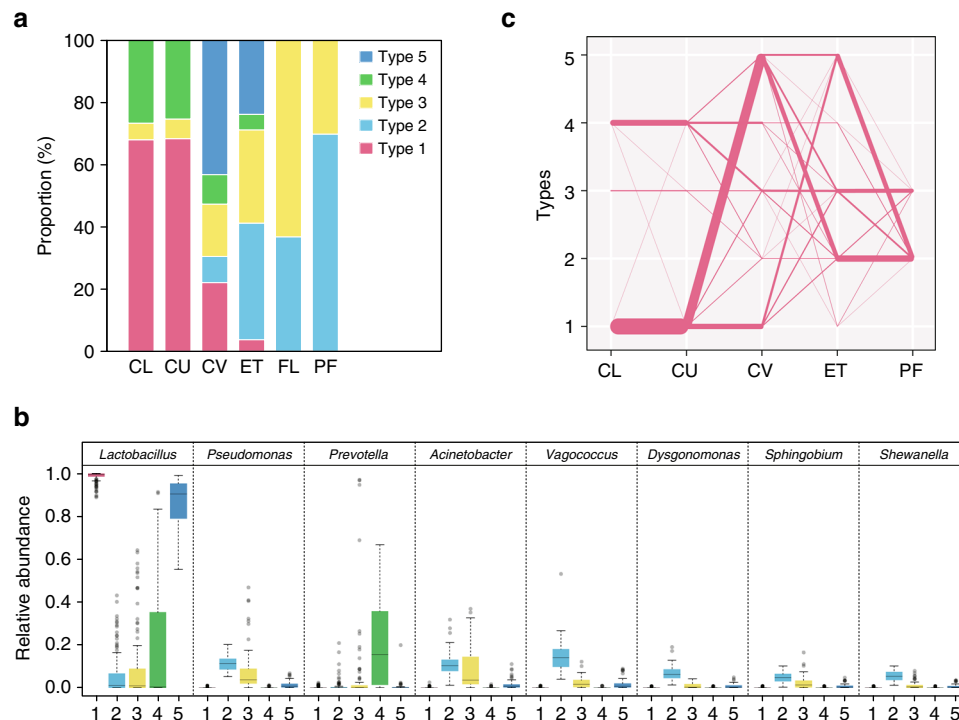 a
100
80
60
40
20
0
Proportion (%)
CL CU CV ET FL PF
Type 5
Type 4
Type 3
Type 2
Type 1
c
5
4
3
2
1
Types
CL CU CV ET PF
b
Lactobacillus Pseudomonas Prevotella Acinetobacter Vagococcus Dysgonomonas Sphingobium Shewanella
1.0
0.8
0.6
0.4
0.2
0.0
Relative abundance
1 2 3 4 5 1 2 3 4 5 1 2 3 4 5 1 2 3 4 5 1 2 3 4 5 1 2 3 4 5 1 2 3 4 5 1 2 3 4 5